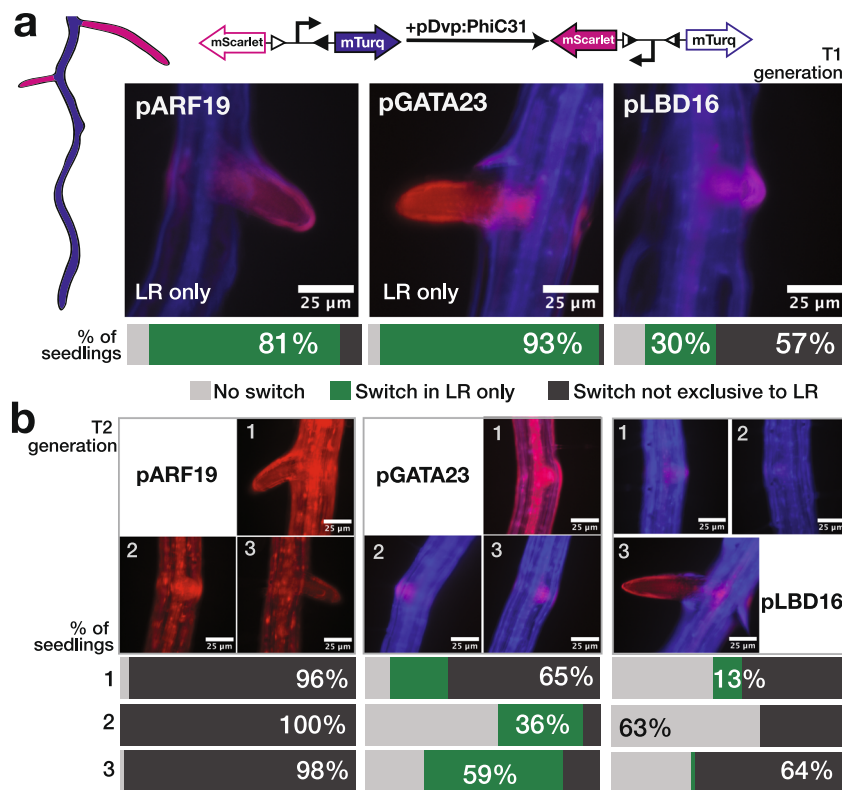 a
mScarlet
mTurq
+pDvp:PhiC31
mScarlet
mTurq
T1
generation
pARF19
pGATA23
pLBD16
LR only
25 µm
LR only
25 µm
25 µm
% of
seedlings
81%
93%
30%
57%
No switch
Switch in LR only
Switch not exclusive to LR
b
T2
generation
pARF19
1
25 µm
2
25 µm
3
25 µm
pGATA23
1
25 µm
2
25 µm
3
25 µm
1
25 µm
2
25 µm
3
25 µm
pLBD16
% of
seedlings
1
96%
65%
13%
2
100%
36%
63%
3
98%
59%
64%